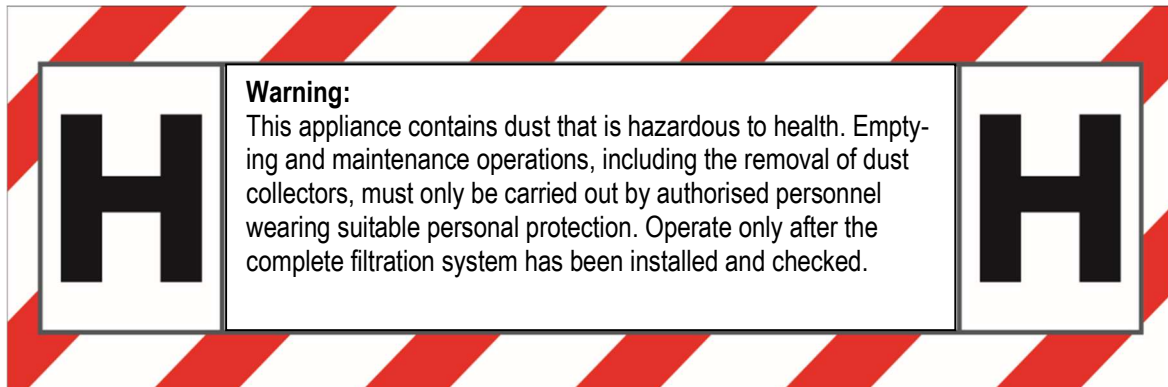 H
Warning:
This appliance contains dust that is hazardous to health. Empty-
ing and maintenance operations, including the removal of dust
collectors, must only be carried out by authorised personnel
wearing suitable personal protection. Operate only after the
complete filtration system has been installed and checked.
H